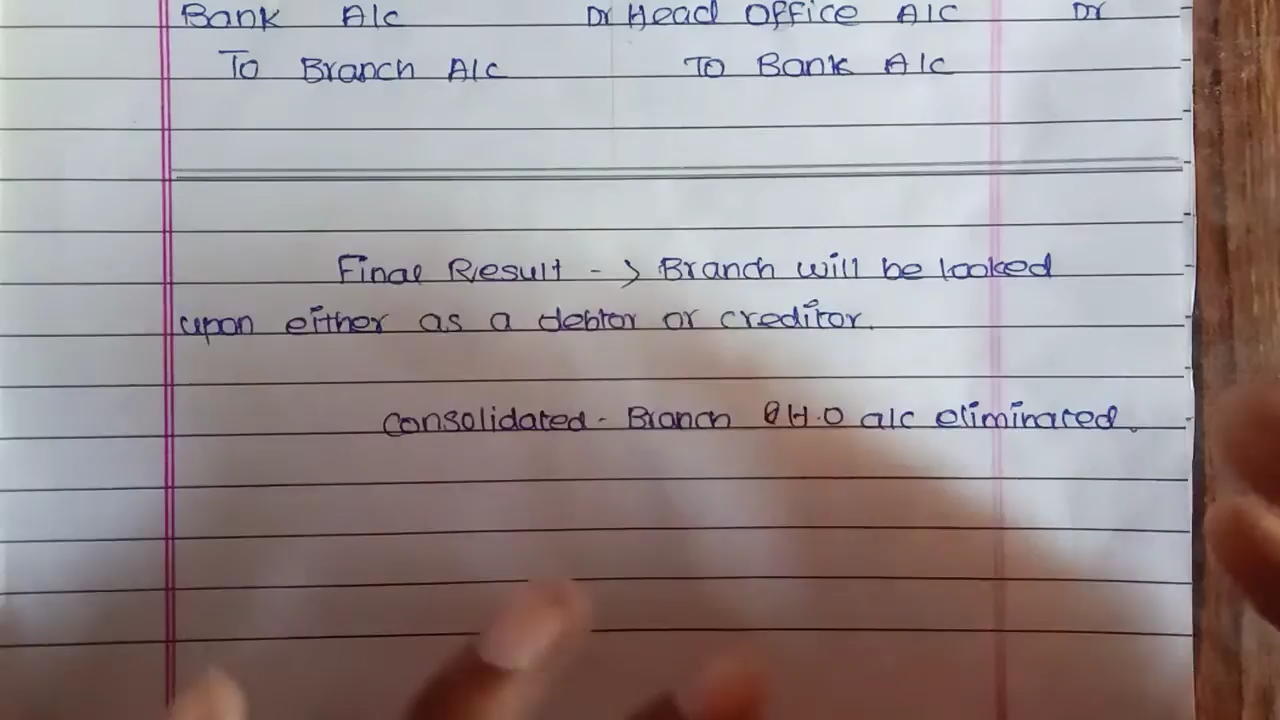 Bank A/c Dr Head Office A/c Dr
To Branch A/c To Bank A/c
Final Result -> Branch will be looked
upon either as a debtor or creditor.
Consolidated - Branch & H.O a/c eliminated.